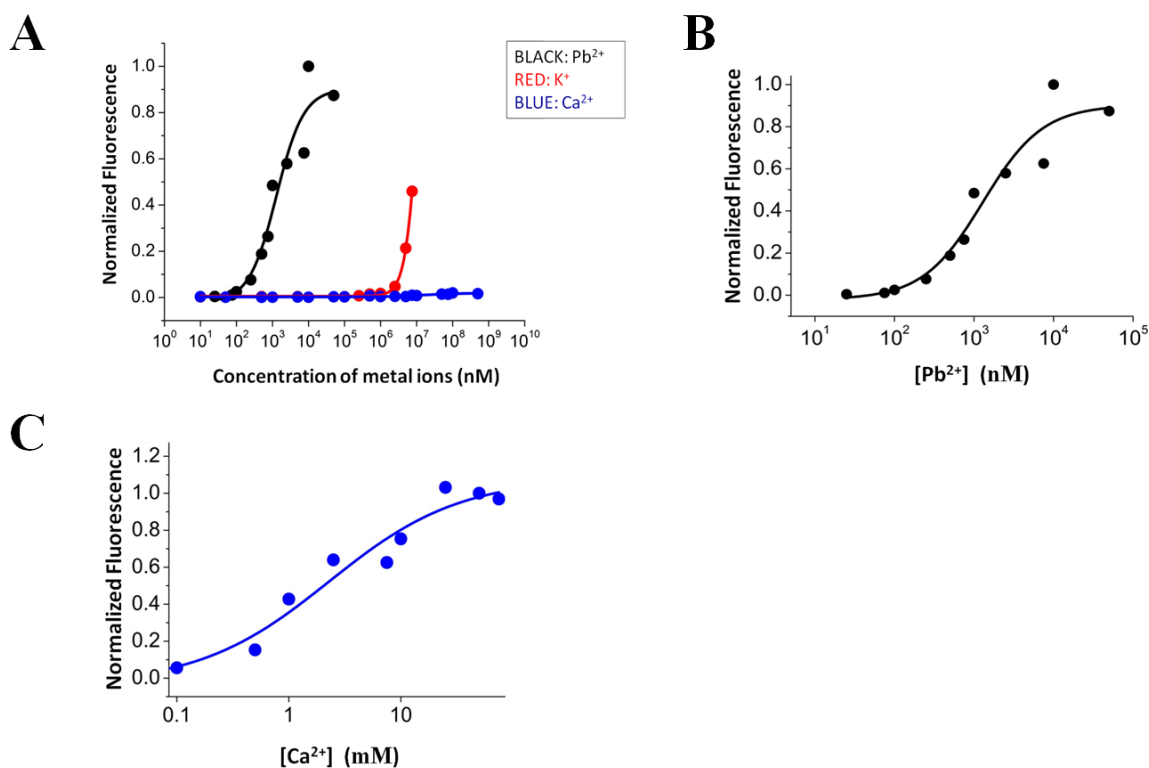 A
BLACK: Pb²⁺
RED: K⁺
BLUE: Ca²⁺
Normalized Fluorescence
1.0
0.8
0.6
0.4
0.2
0.0
10⁰ 10¹ 10² 10³ 10⁴ 10⁵ 10⁶ 10⁷ 10⁸ 10⁹ 10¹⁰
Concentration of metal ions (nM)
B
Normalized Fluorescence
1.0
0.8
0.6
0.4
0.2
0.0
10¹ 10² 10³ 10⁴ 10⁵
[Pb²⁺] (nM)
C
Normalized Fluorescence
1.2
1.0
0.8
0.6
0.4
0.2
0.0
0.1 1 10
[Ca²⁺] (mM)